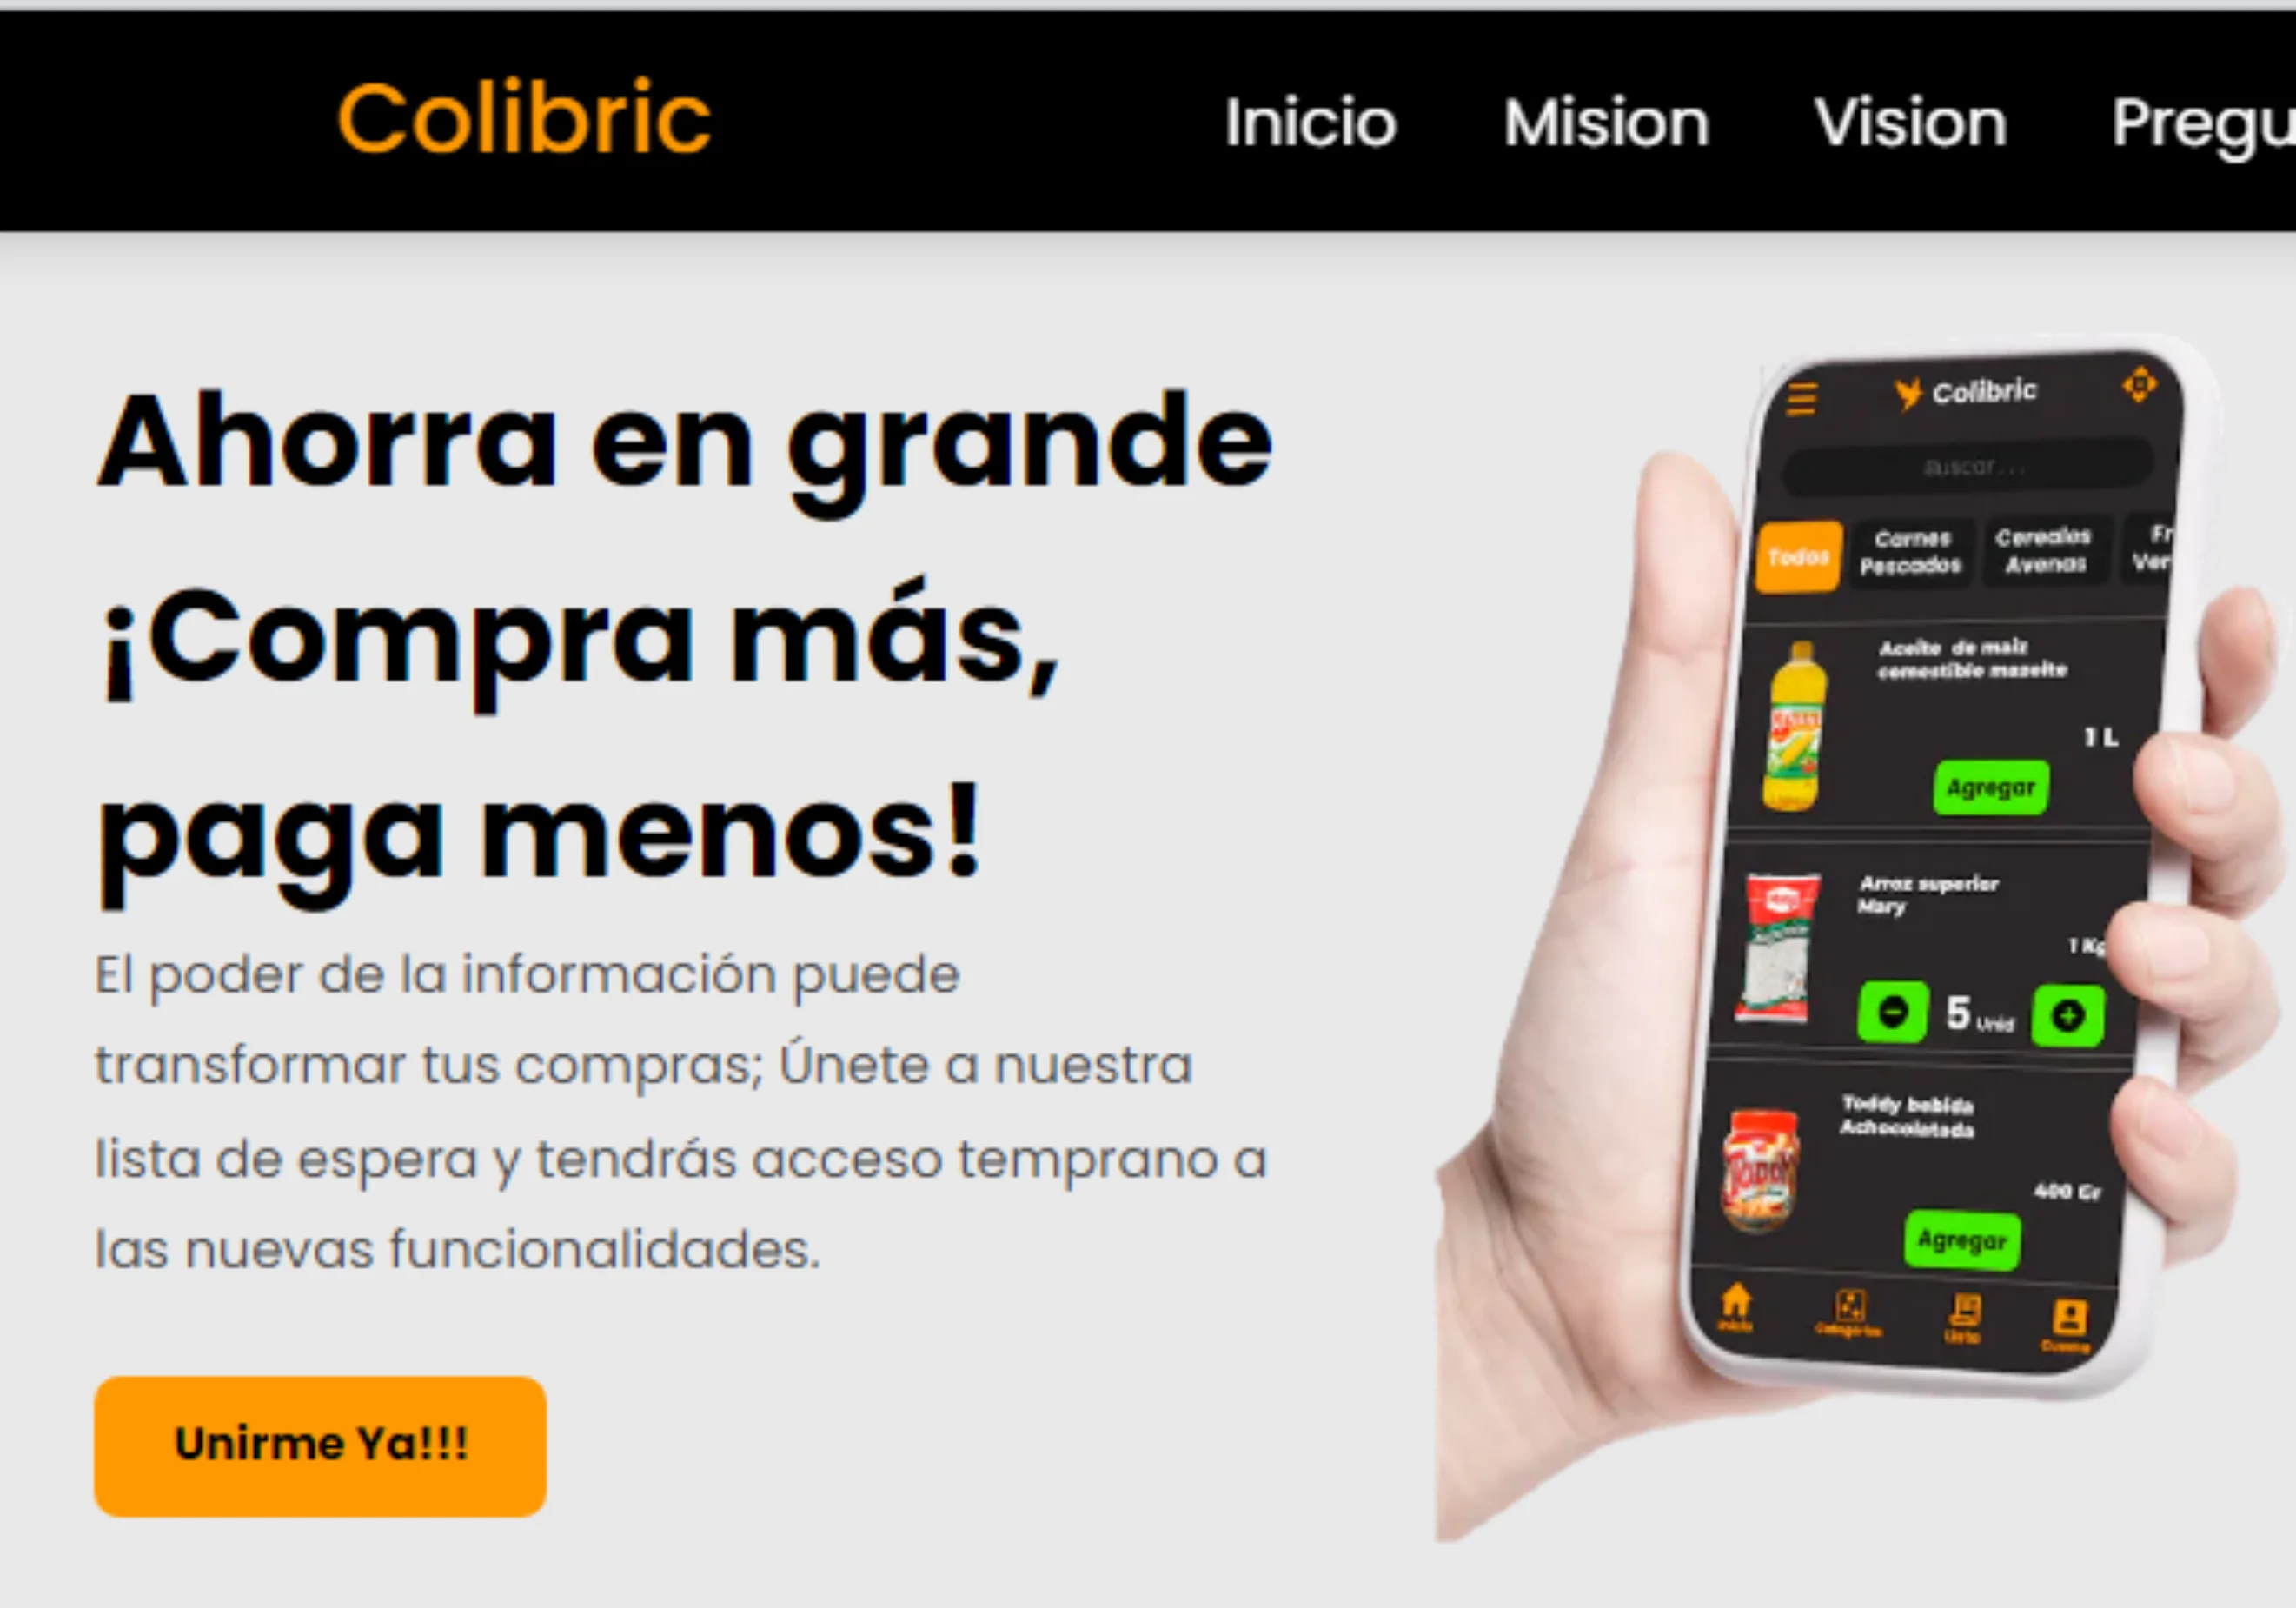 Colibric
Inicio Mision Vision Pregu
Ahorra en grande
¡Compra más,
paga menos!
El poder de la información puede
transformar tus compras; Únete a nuestra
lista de espera y tendrás acceso temprano a
las nuevas funcionalidades.
Unirme Ya!!!
Colibric
Buscar...
Todos
Carnes
Pescados
Cereales
Avenas
Fr
Ver
Aceite de maiz
comestible mazeite
1 L
Agregar
Arroz superior
Mary
1 Kg
5 Unid
Toddy bebida
Achocolatada
400 Gr
Agregar
Inicio Categorias Lista Cuenta